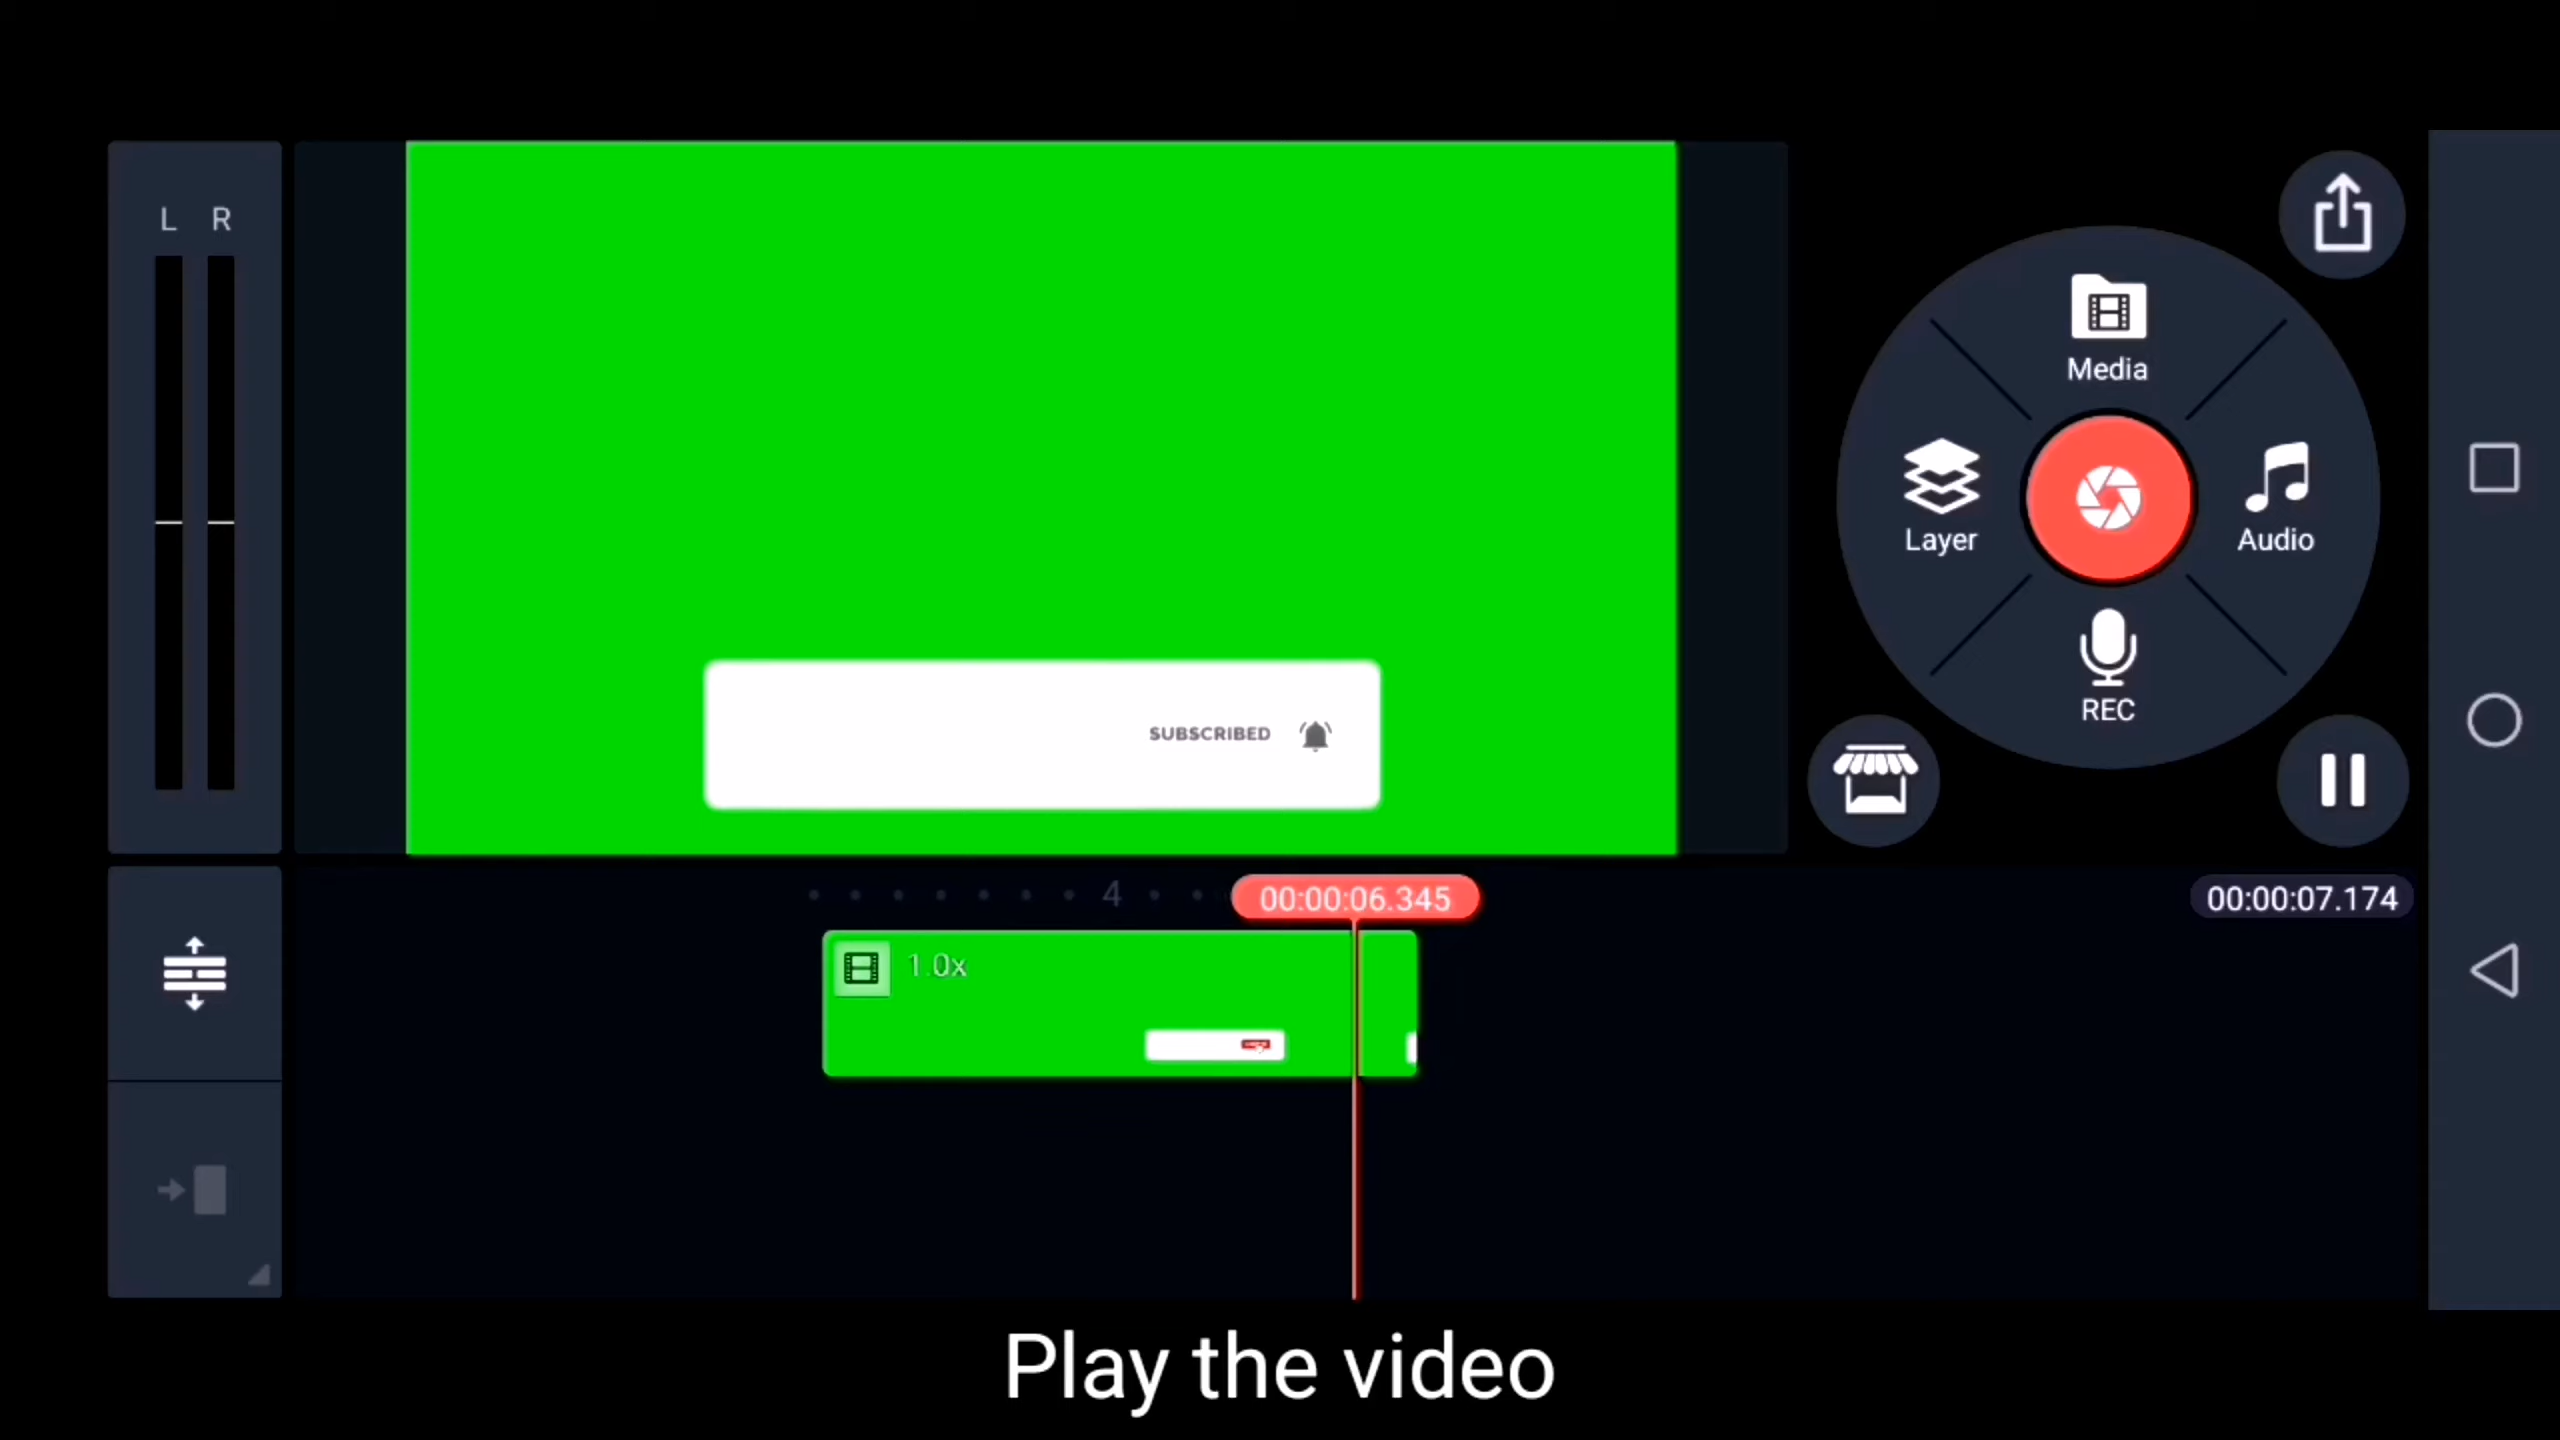 L R
Media
Layer
Audio
REC
SUBSCRIBED
4
00:00:06.345
00:00:07.174
1.0x
Play the video